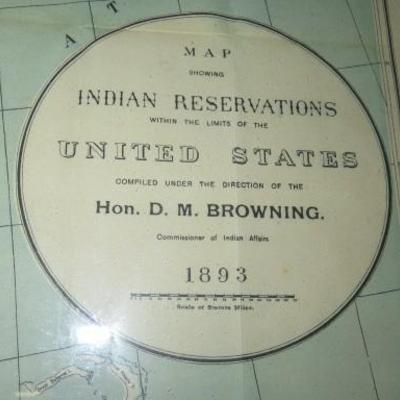 A T
MAP
SHOWING
INDIAN RESERVATIONS
WITHIN THE LIMITS OF THE
UNITED STATES
COMPILED UNDER THE DIRECTION OF THE
Hon. D. M. BROWNING.
Commissioner of Indian Affairs
1893
Scale of Statute Miles.